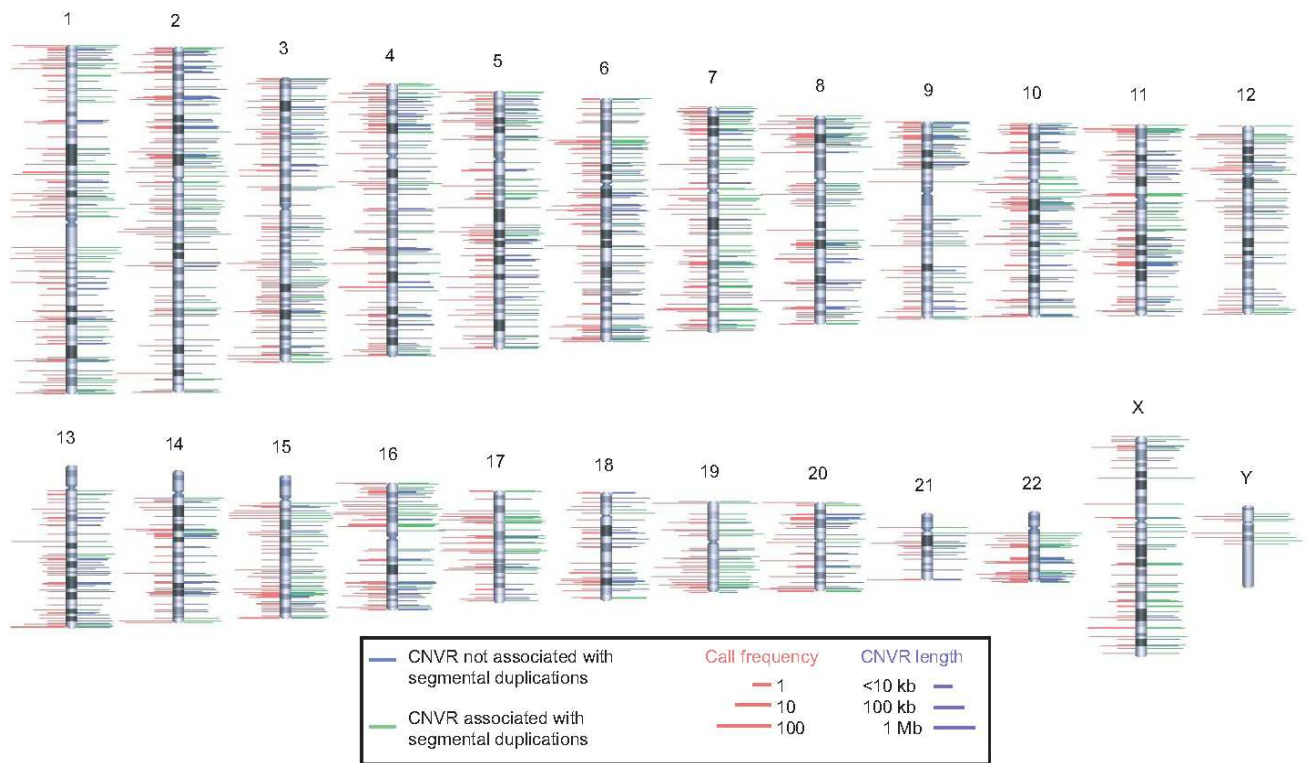 1 2 3 4 5 6 7 8 9 10 11 12
13 14 15 16 17 18 19 20 21 22 X Y
CNVR not associated with
segmental duplications
CNVR associated with
segmental duplications
Call frequency
1
10
100
CNVR length
<10 kb
100 kb
1 Mb